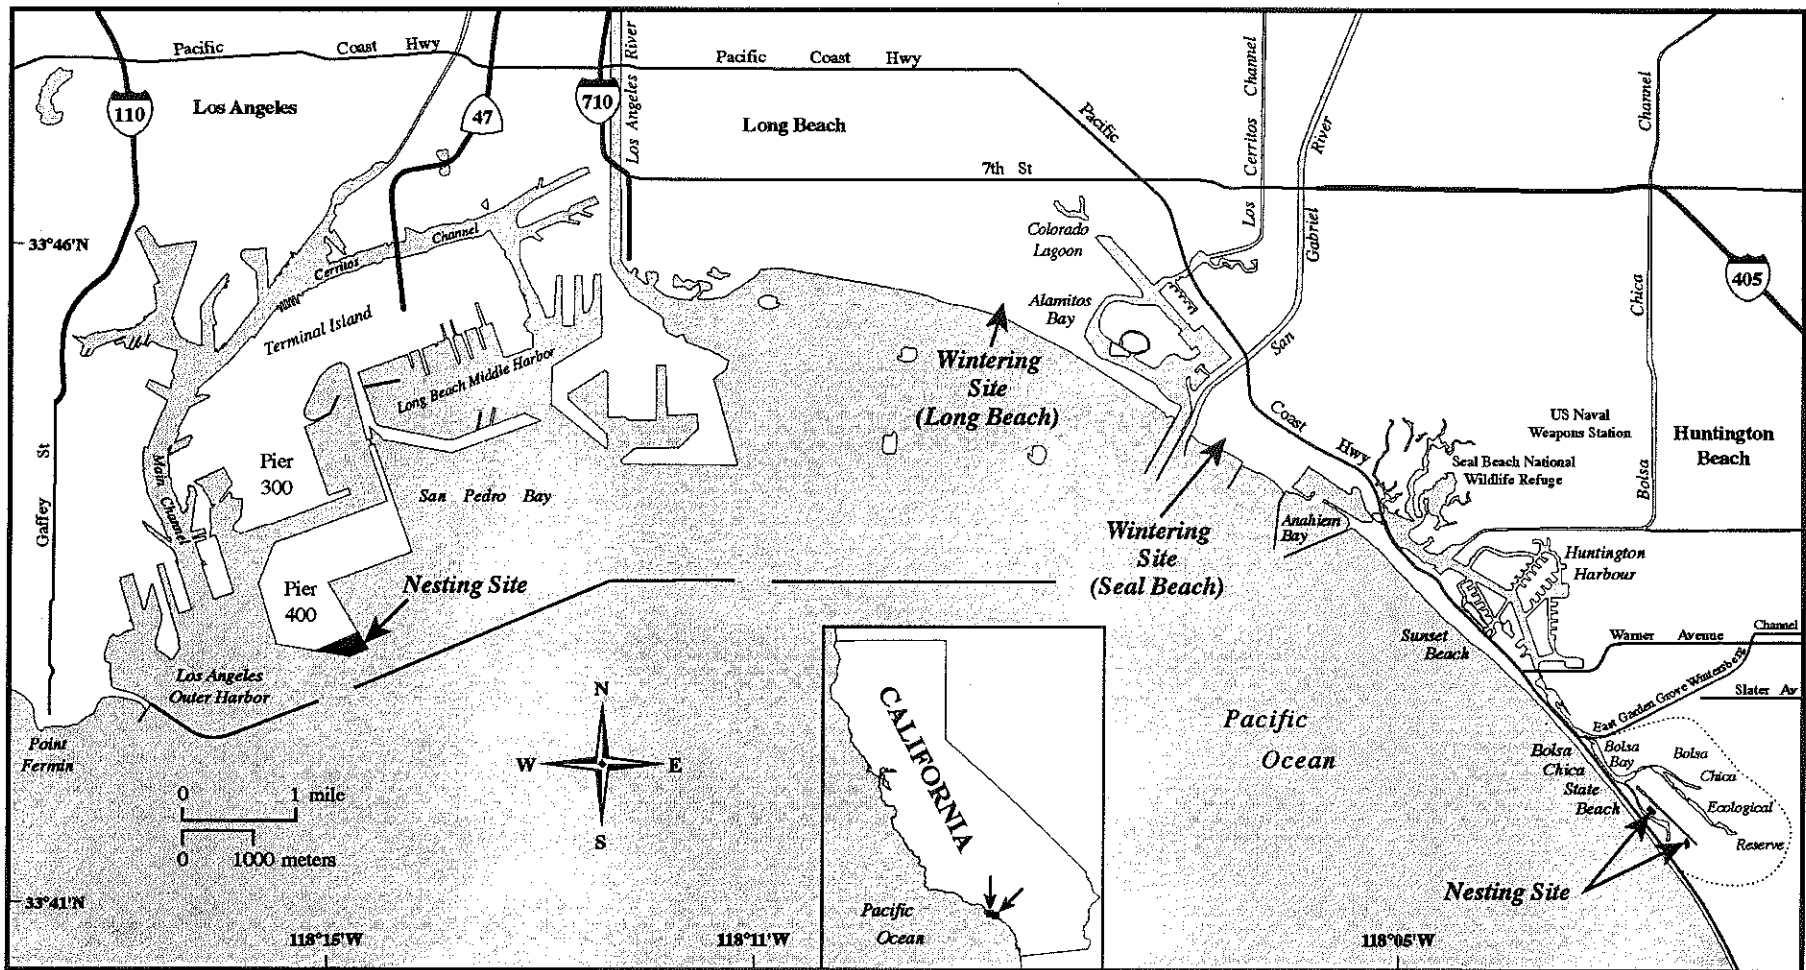 Pacific Coast Hwy
Pacific Coast Hwy
110
Los Angeles
47
710
Los Angeles River
Long Beach
Pacific
Los Cerritos Channel
River
Gabriel
San
Channel
Chica
Bolsa
7th St
33°46'N
Cerritos
Channel
Colorado
Lagoon
405
Terminal Island
Alamitos
Bay
Long Beach Middle Harbor
Wintering
Site
(Long Beach)
Coast
Hwy
US Naval
Weapons Station
Huntington
Beach
Seal Beach National
Wildlife Refuge
Gaffey St
Main Channel
Pier
300
San Pedro Bay
Wintering
Site
(Seal Beach)
Anahiem
Bay
Huntington
Harbour
Nesting Site
Pier
400
Sunset
Beach
Warner Avenue
Channel
East Garden Grove Wintersberg
Slater Av
Los Angeles
Outer Harbor
Point
Fermin
N
W
E
S
0 1 mile
0 1000 meters
CALIFORNIA
Pacific
Ocean
Pacific
Ocean
Bolsa
Chica
State
Beach
Bolsa
Bay
Bolsa
Chica
Ecological
Reserve
Nesting Site
33°41'N
118°15'W
118°11'W
118°05'W